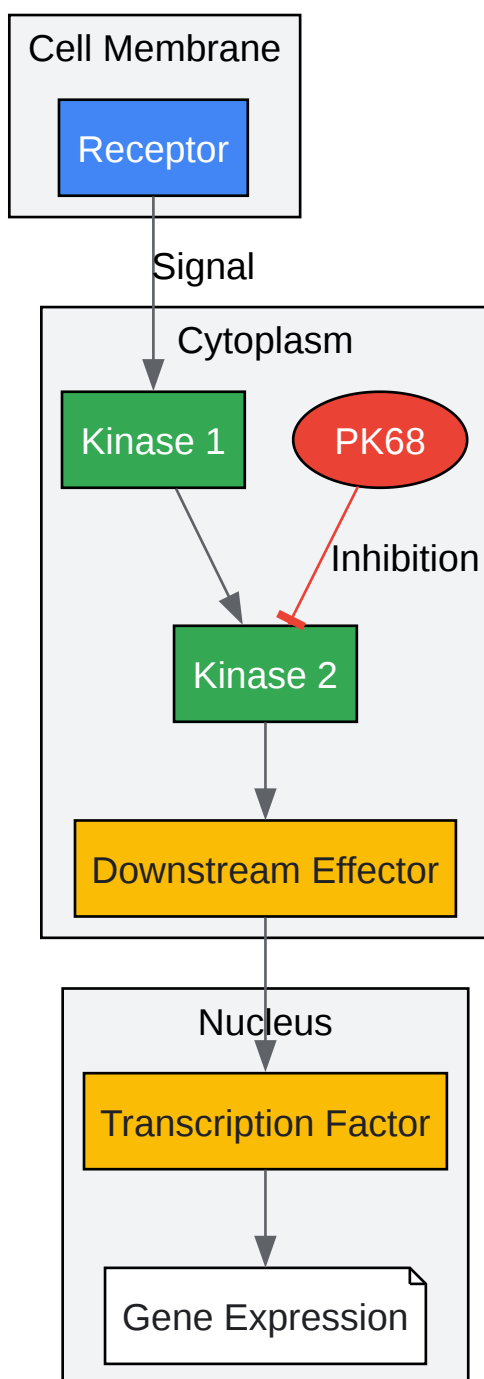 Cell Membrane
Receptor
Signal
Cytoplasm
Kinase 1
PK68
Inhibition
Kinase 2
Downstream Effector
Nucleus
Transcription Factor
Gene Expression